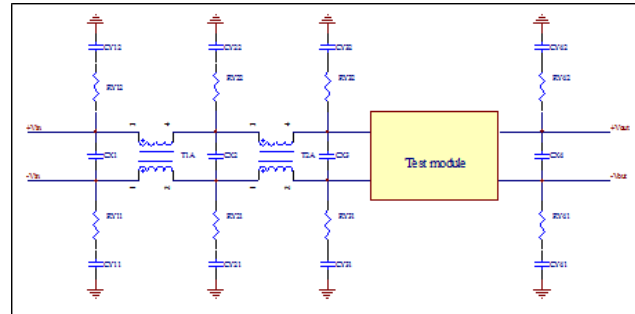 CY12
CY22
CY32
CY42
RY12
RY22
RY32
RY42
+Vin
+Vout
CX1
T1A
CX2
T2A
CX3
Test module
CX4
-Vin
-Vout
RY11
RY21
RY31
RY41
CY11
CY21
CY31
CY41